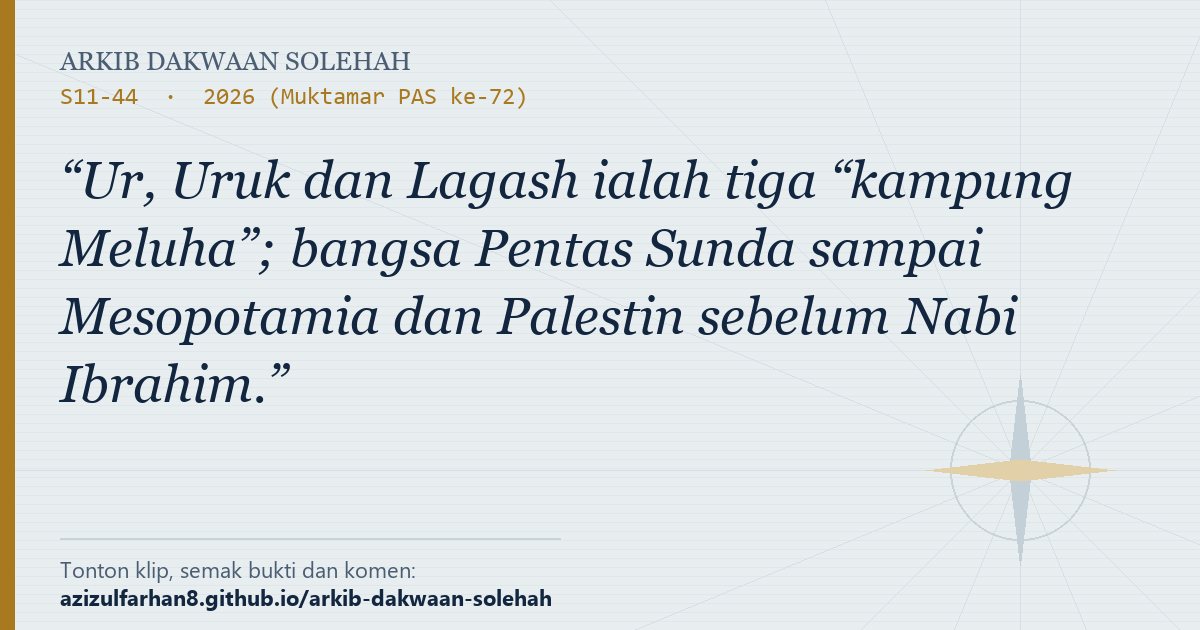 ARKIB DAKWAAN SOLEHAH
S11-44 · 2026 (Muktamar PAS ke-72)
“Ur, Uruk dan Lagash ialah tiga “kampung
Meluha”; bangsa Pentas Sunda sampai
Mesopotamia dan Palestin sebelum Nabi
Ibrahim.”
Tonton klip, semak bukti dan komen:
azizulfarhan8.github.io/arkib-dakwaan-solehah